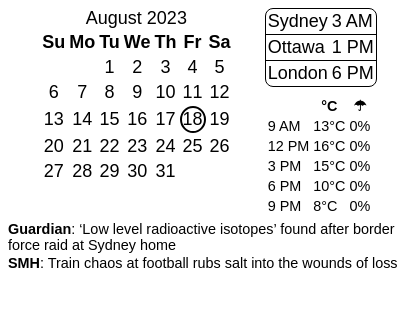 August 2023
Su Mo Tu We Th Fr Sa
1 2 3 4 5
6 7 8 9 10 11 12
13 14 15 16 17 18 19
20 21 22 23 24 25 26
27 28 29 30 31
Sydney 3 AM
Ottawa 1 PM
London 6 PM
°C ☂
9 AM 13°C 0%
12 PM 16°C 0%
3 PM 15°C 0%
6 PM 10°C 0%
9 PM 8°C 0%
Guardian: ‘Low level radioactive isotopes’ found after border
force raid at Sydney home
SMH: Train chaos at football rubs salt into the wounds of loss